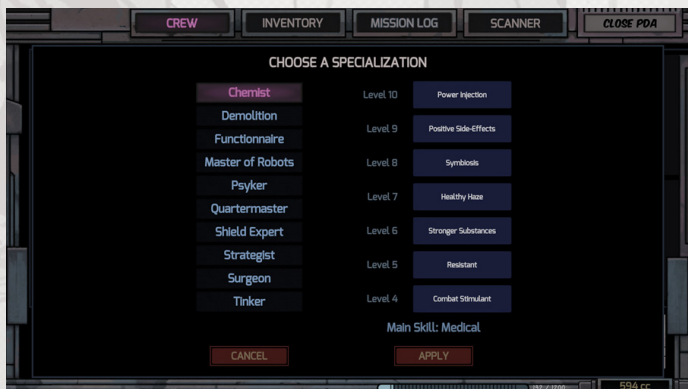 CREW
INVENTORY
MISSION LOG
SCANNER
CLOSE PDA
CHOOSE A SPECIALIZATION
Chemist
Demolition
Functionnaire
Master of Robots
Psyker
Quartermaster
Shield Expert
Strategist
Surgeon
Tinker
Level 10 Power Injection
Level 9 Positive Side-Effects
Level 8 Symbiosis
Level 7 Healthy Haze
Level 6 Stronger Substances
Level 5 Resistant
Level 4 Combat Stimulant
Main Skill: Medical
CANCEL
APPLY
594 cc